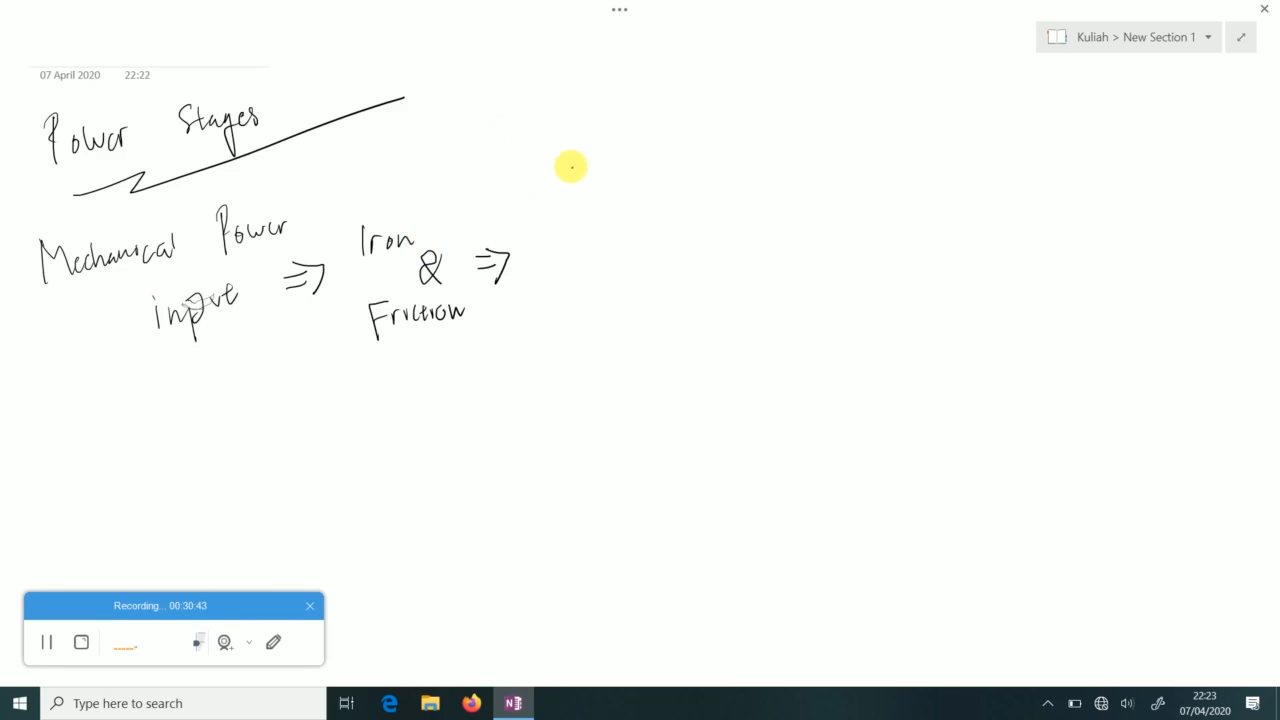 Kuliah > New Section 1
07 April 2020 22:22
Power Stages
Mechanical Power
input
⇒
Iron
&
Friction
⇒
Recording... 00:30:43
Type here to search
22:23
07/04/2020